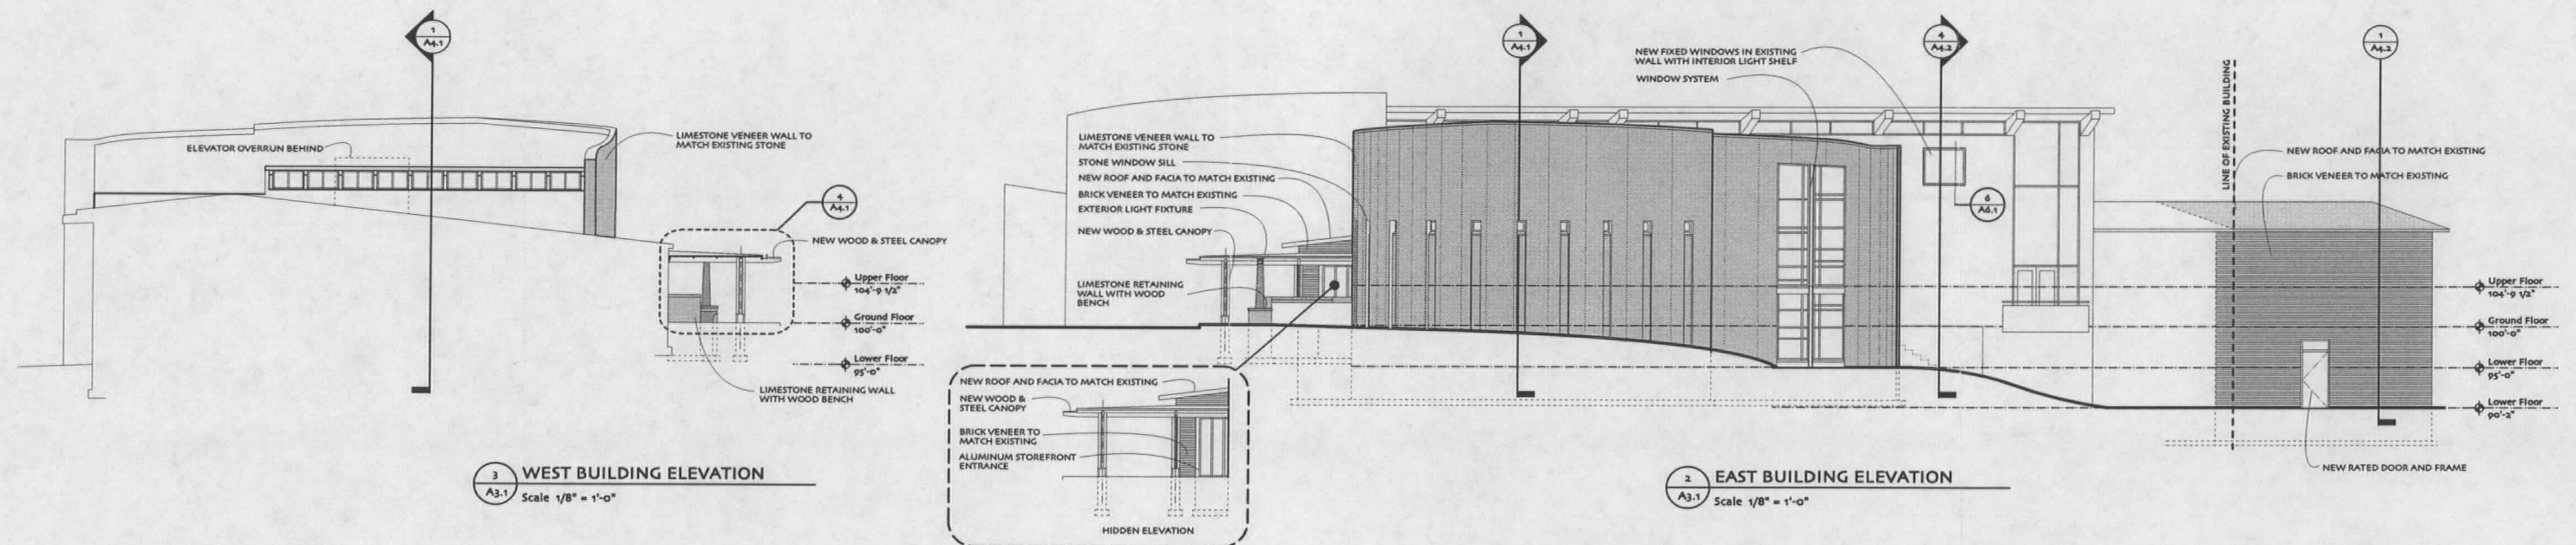 1
A4.1
ELEVATOR OVERRUN BEHIND
LIMESTONE VENEER WALL TO
MATCH EXISTING STONE
4
A4.1
NEW WOOD & STEEL CANOPY
Upper Floor
104'-9 1/2"
Ground Floor
100'-0"
Lower Floor
95'-0"
LIMESTONE RETAINING WALL
WITH WOOD BENCH
3
A3.1
WEST BUILDING ELEVATION
Scale 1/8" = 1'-0"
1
A4.1
4
A4.2
1
A4.2
NEW FIXED WINDOWS IN EXISTING
WALL WITH INTERIOR LIGHT SHELF
WINDOW SYSTEM
LINE OF EXISTING BUILDING
LIMESTONE VENEER WALL TO
MATCH EXISTING STONE
STONE WINDOW SILL
NEW ROOF AND FACIA TO MATCH EXISTING
BRICK VENEER TO MATCH EXISTING
EXTERIOR LIGHT FIXTURE
NEW WOOD & STEEL CANOPY
LIMESTONE RETAINING
WALL WITH WOOD
BENCH
6
A6.1
NEW ROOF AND FACIA TO MATCH EXISTING
BRICK VENEER TO MATCH EXISTING
Upper Floor
104'-9 1/2"
Ground Floor
100'-0"
Lower Floor
95'-0"
Lower Floor
90'-2"
NEW RATED DOOR AND FRAME
NEW ROOF AND FACIA TO MATCH EXISTING
NEW WOOD &
STEEL CANOPY
BRICK VENEER TO
MATCH EXISTING
ALUMINUM STOREFRONT
ENTRANCE
HIDDEN ELEVATION
2
A3.1
EAST BUILDING ELEVATION
Scale 1/8" = 1'-0"